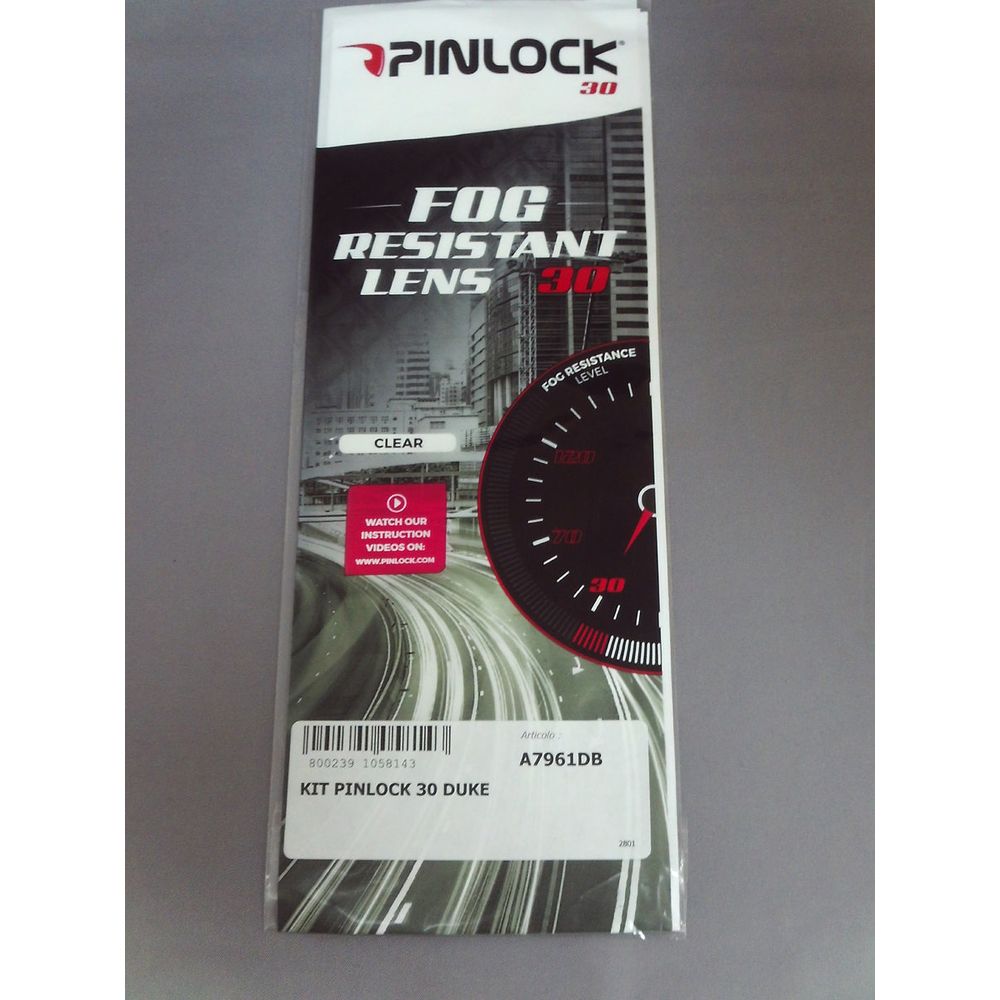 PINLOCK®
30
FOG
RESISTANT
LENS 30
FOG RESISTANCE
LEVEL
CLEAR
120
70
30
WATCH OUR
INSTRUCTION
VIDEOS ON:
WWW.PINLOCK.COM
Articolo :
800239 1058143
A7961DB
KIT PINLOCK 30 DUKE
2801